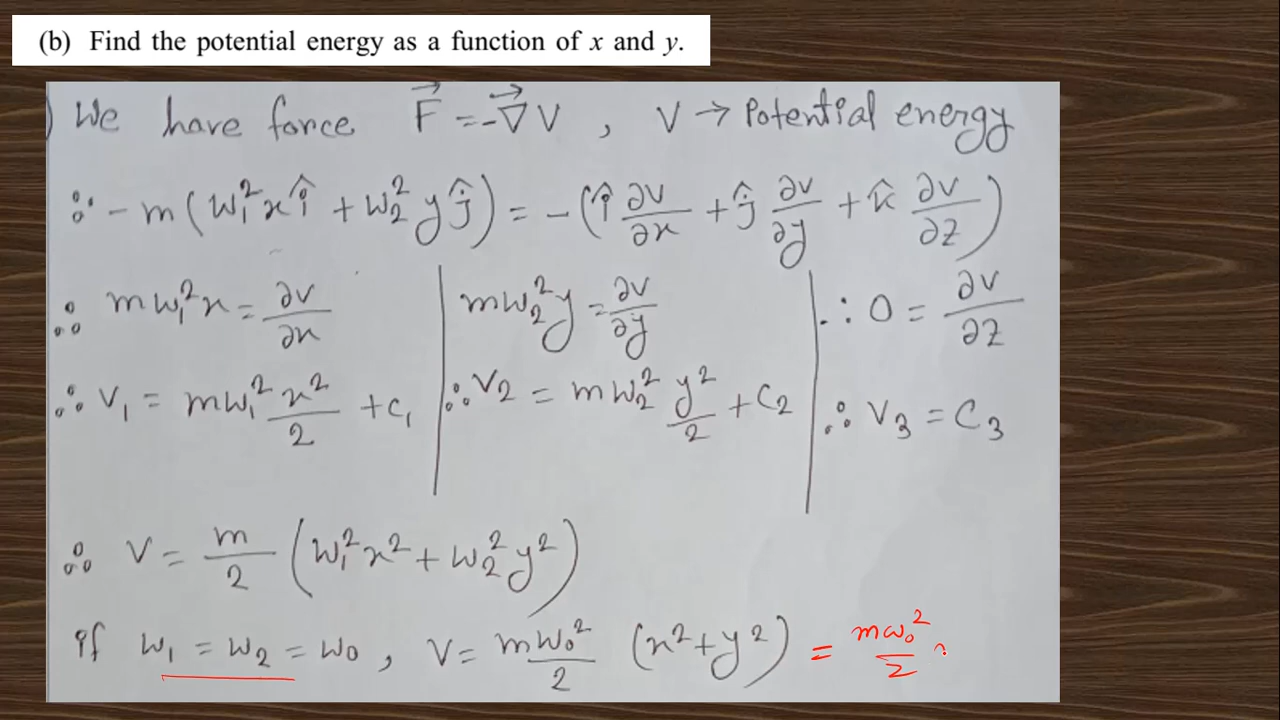 (b) Find the potential energy as a function of x and y.
) We have force F⃗ = -∇⃗V , V → Potential energy
∴ -m(ω₁²xî + ω₂²yĵ) = -(î ∂V/∂x + ĵ ∂V/∂y + k̂ ∂V/∂z)
∴ mω₁²x = ∂V/∂x | mω₂²y = ∂V/∂y | ∴ 0 = ∂V/∂z
∴ V₁ = mω₁² x²/2 + C₁ | ∴ V₂ = mω₂² y²/2 + C₂ | ∴ V₃ = C₃
∴ V = m/2 (ω₁²x² + ω₂²y²)
if ω₁ = ω₂ = ω₀ , V = mω₀²/2 (x² + y²) = mω₀²/2